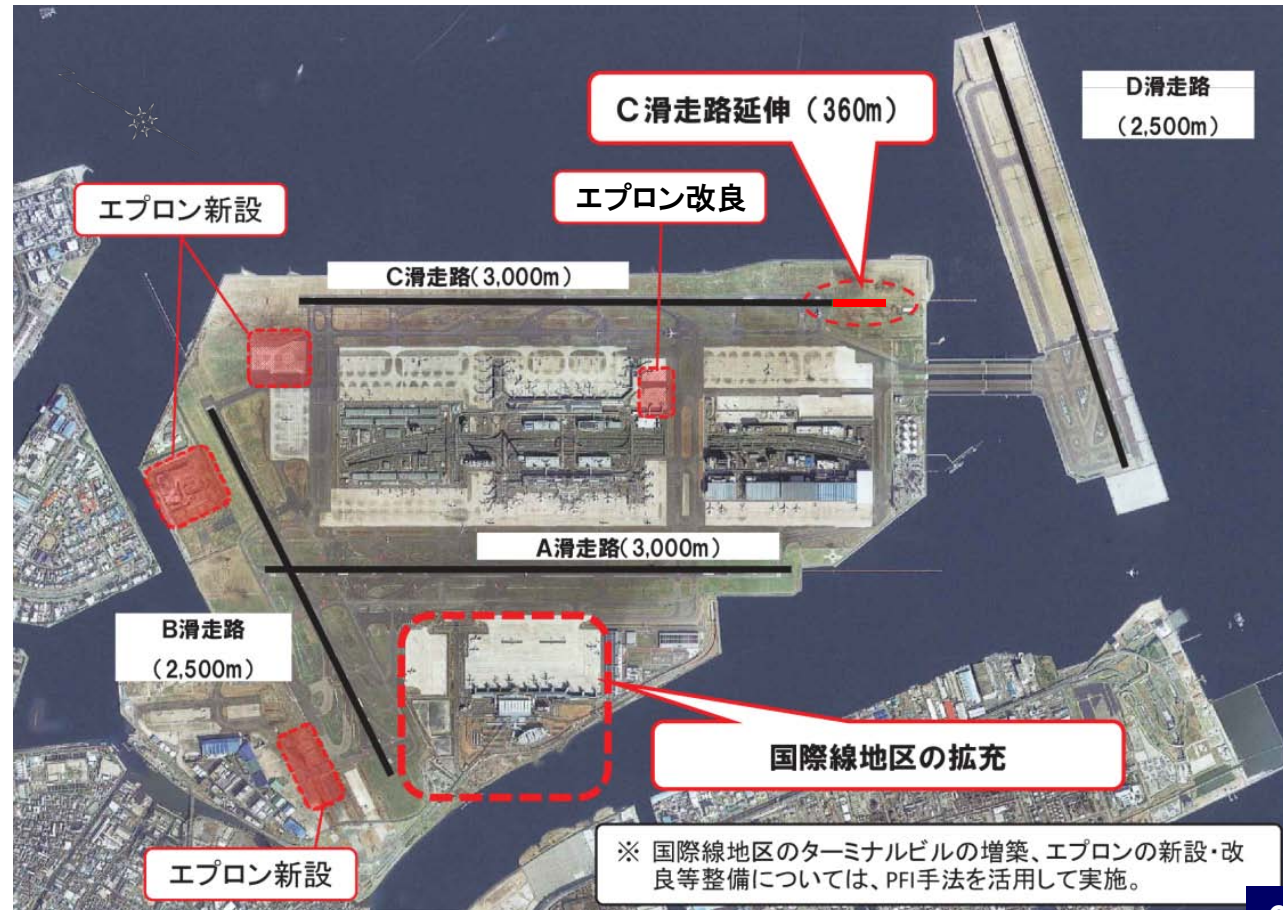 D滑走路
(2,500m)
C滑走路延伸（360m）
エプロン改良
エプロン新設
C滑走路(3,000m)
A滑走路(3,000m)
B滑走路
(2,500m)
国際線地区の拡充
エプロン新設
※ 国際線地区のターミナルビルの増築、エプロンの新設・改
良等整備については、PFI手法を活用して実施。